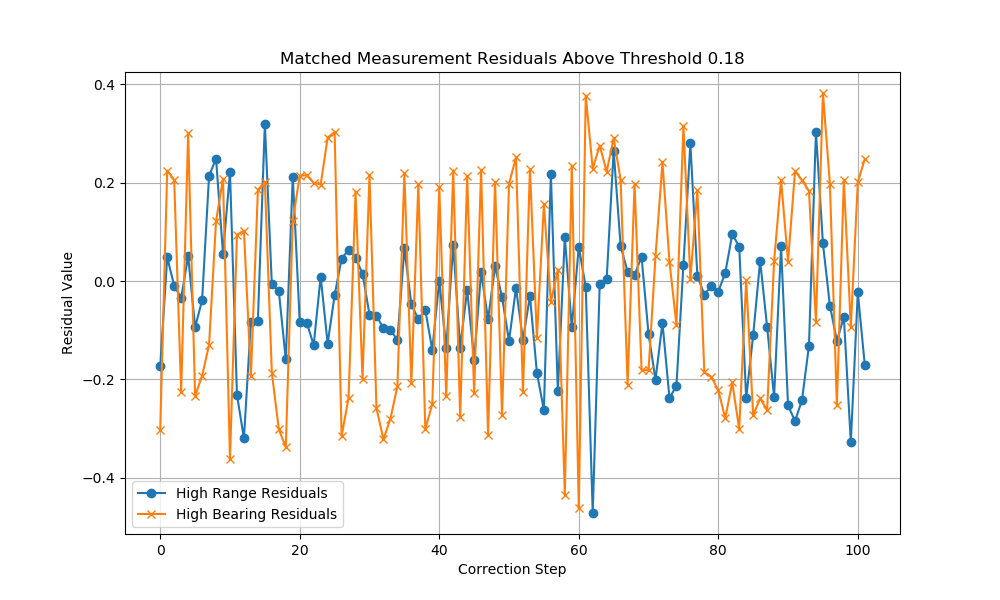 Matched Measurement Residuals Above Threshold 0.18
Residual Value
0.4
0.2
0.0
−0.2
−0.4
High Range Residuals
High Bearing Residuals
0 20 40 60 80 100
Correction Step